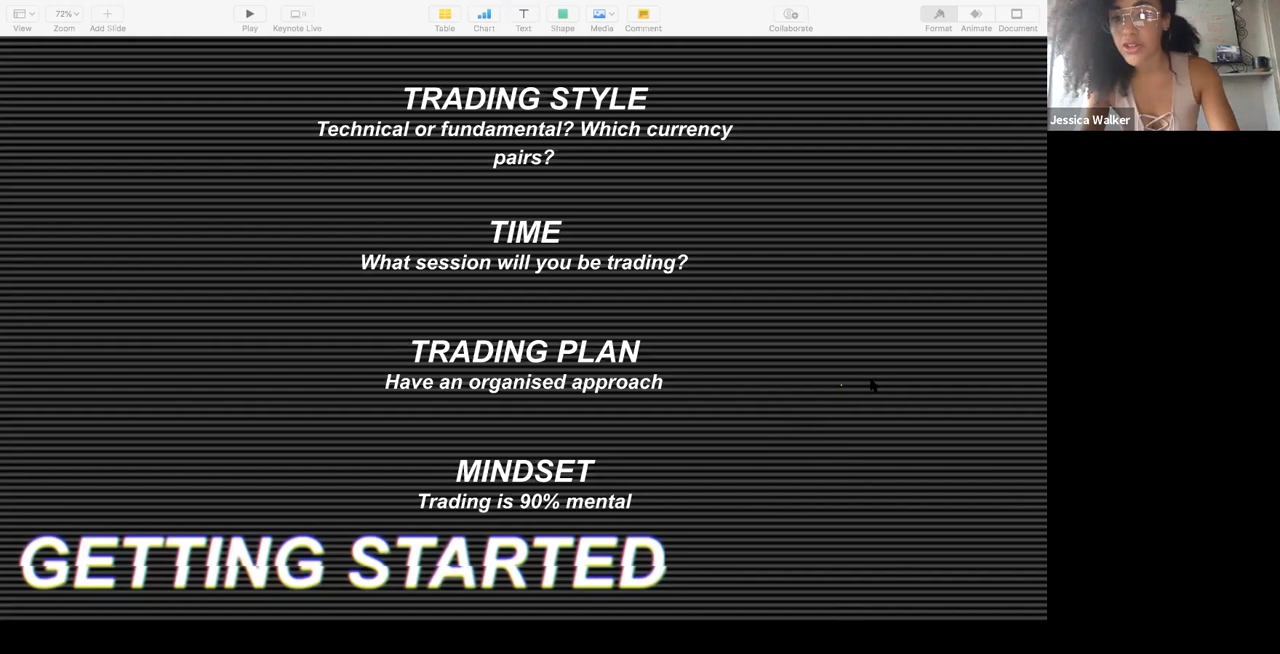 72%
View
Zoom
Add Slide
Play
Keynote Live
Table
Chart
Text
Shape
Media
Comment
Collaborate
Format
Animate
Document
Jessica Walker
TRADING STYLE
Technical or fundamental? Which currency
pairs?
TIME
What session will you be trading?
TRADING PLAN
Have an organised approach
MINDSET
Trading is 90% mental
GETTING STARTED